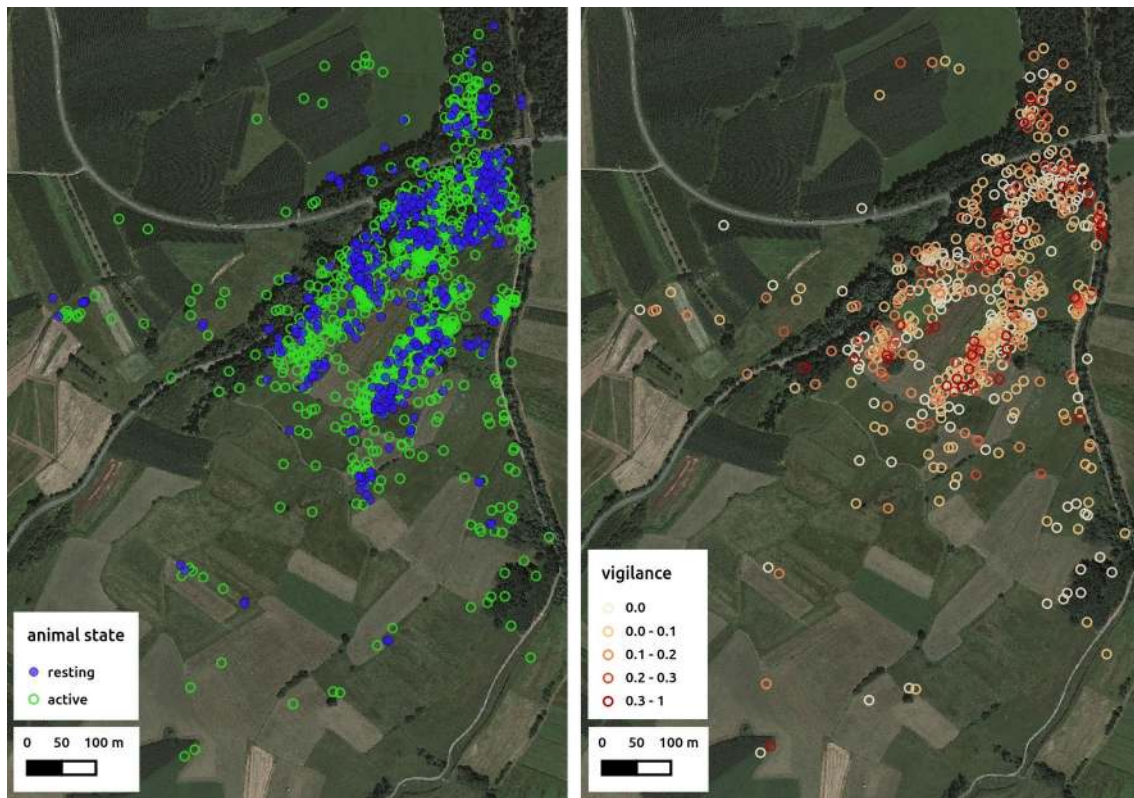 animal state
resting
active
0 50 100 m
vigilance
0.0
0.0 - 0.1
0.1 - 0.2
0.2 - 0.3
0.3 - 1
0 50 100 m